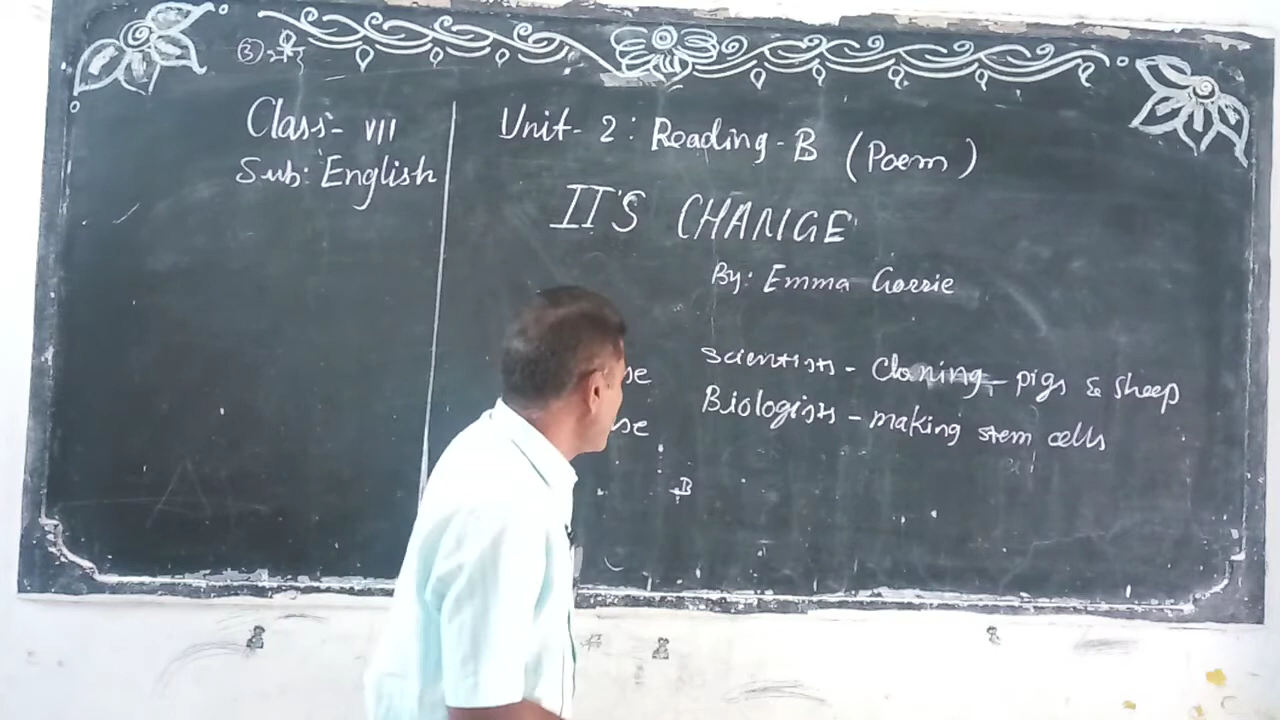 Class - VII
Sub: English
Unit - 2 : Reading - B (Poem)
IT'S CHANGE
By: Emma Gorrie
Scientists - Cloning - pigs & sheep
Biologists - making stem cells